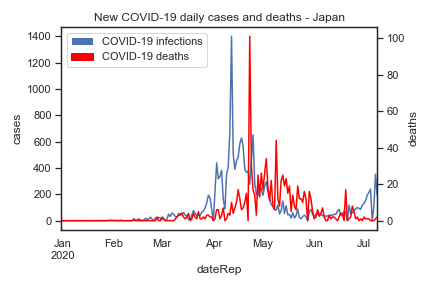 New COVID-19 daily cases and deaths - Japan
COVID-19 infections
COVID-19 deaths
1400
1200
1000
800
600
400
200
0
cases
100
80
60
40
20
0
deaths
Jan Feb Mar Apr May Jun Jul
2020
dateRep